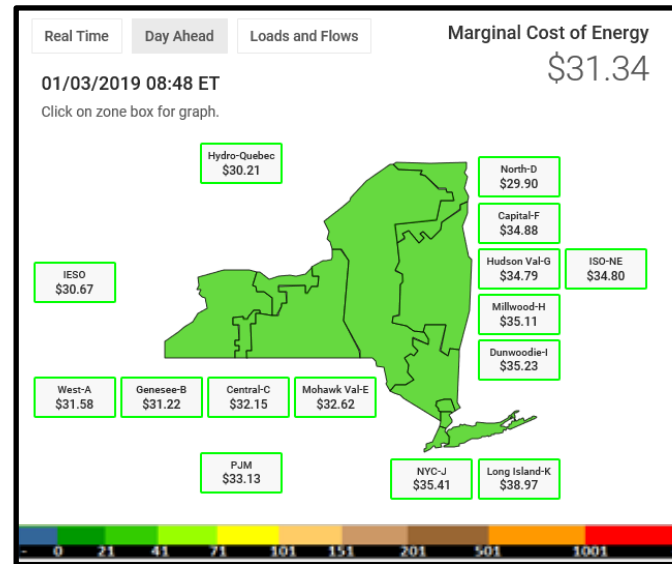 Real Time
Day Ahead
Loads and Flows
Marginal Cost of Energy
$31.34
01/03/2019 08:48 ET
Click on zone box for graph.
Hydro-Quebec
$30.21
North-D
$29.90
Capital-F
$34.88
Hudson Val-G
$34.79
ISO-NE
$34.80
IESO
$30.67
Millwood-H
$35.11
Dunwoodie-I
$35.23
West-A
$31.58
Genesee-B
$31.22
Central-C
$32.15
Mohawk Val-E
$32.62
PJM
$33.13
NYC-J
$35.41
Long Island-K
$38.97
- 0 21 41 71 101 151 201 501 1001